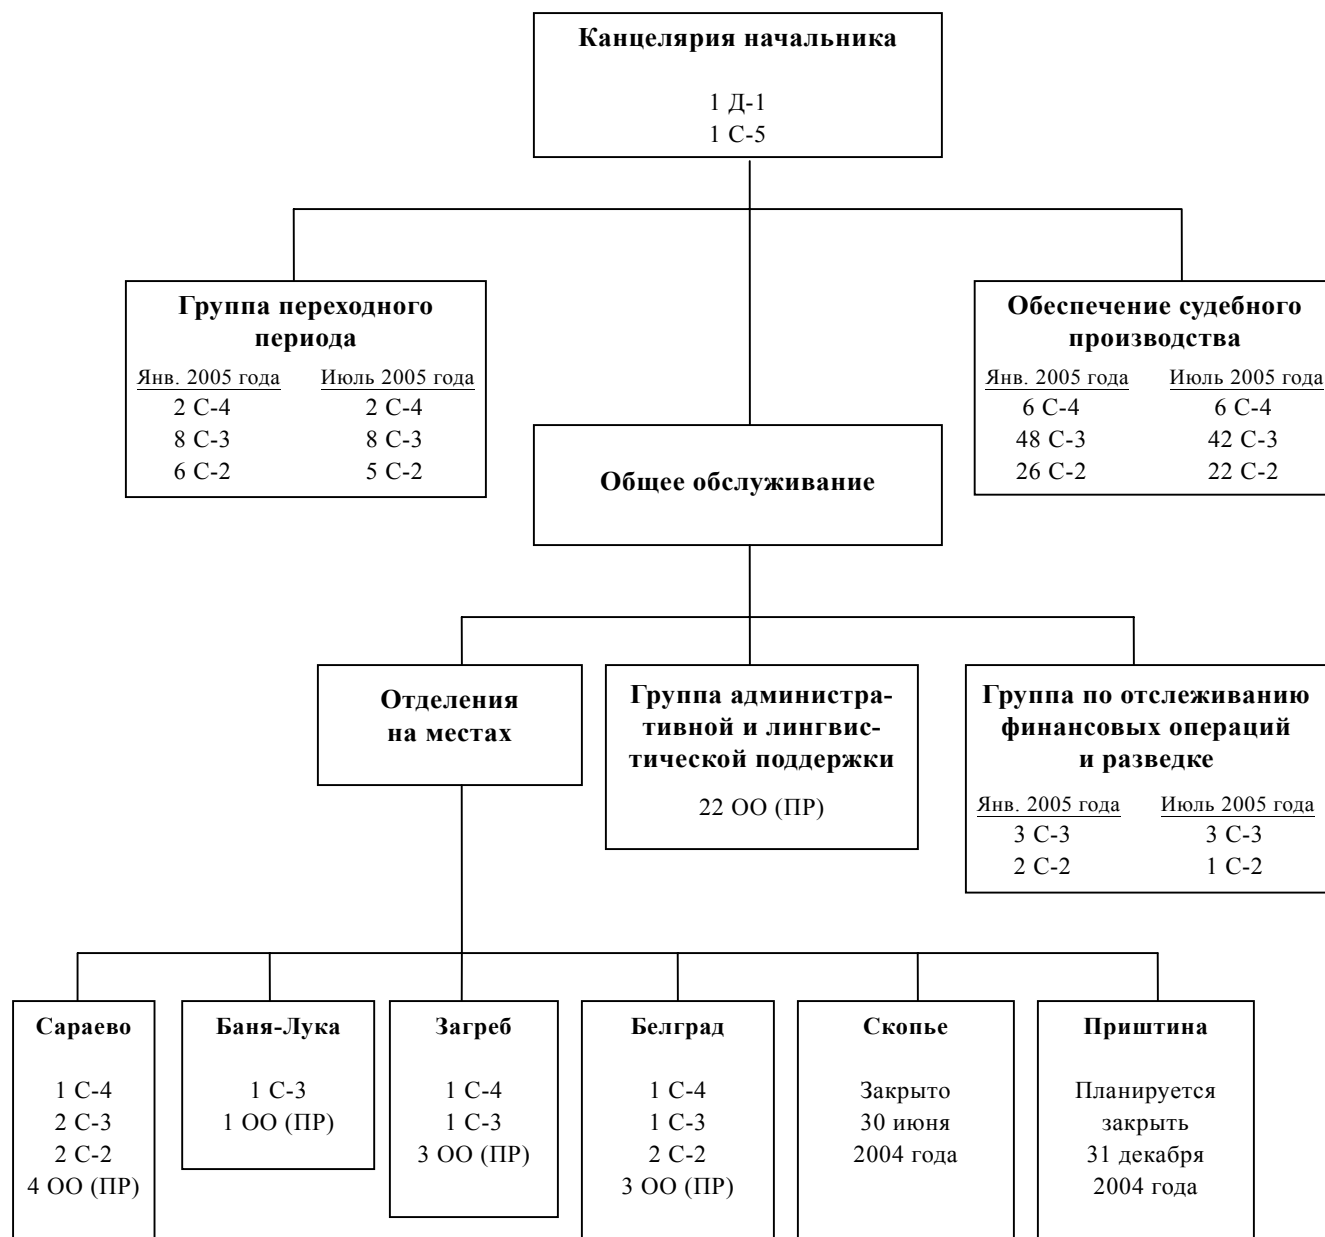 Канцелярия начальника
1 Д-1
1 С-5
Группа переходного
периода
Янв. 2005 года Июль 2005 года
2 С-4 2 С-4
8 С-3 8 С-3
6 С-2 5 С-2
Обеспечение судебного
производства
Янв. 2005 года Июль 2005 года
6 С-4 6 С-4
48 С-3 42 С-3
26 С-2 22 С-2
Общее обслуживание
Отделения
на местах
Группа администра-
тивной и лингвис-
тической поддержки
22 ОО (ПР)
Группа по отслеживанию
финансовых операций
и разведке
Янв. 2005 года Июль 2005 года
3 С-3 3 С-3
2 С-2 1 С-2
Сараево
1 С-4
2 С-3
2 С-2
4 ОО (ПР)
Баня-Лука
1 С-3
1 ОО (ПР)
Загреб
1 С-4
1 С-3
3 ОО (ПР)
Белград
1 С-4
1 С-3
2 С-2
3 ОО (ПР)
Скопье
Закрыто
30 июня
2004 года
Приштина
Планируется
закрыть
31 декабря
2004 года